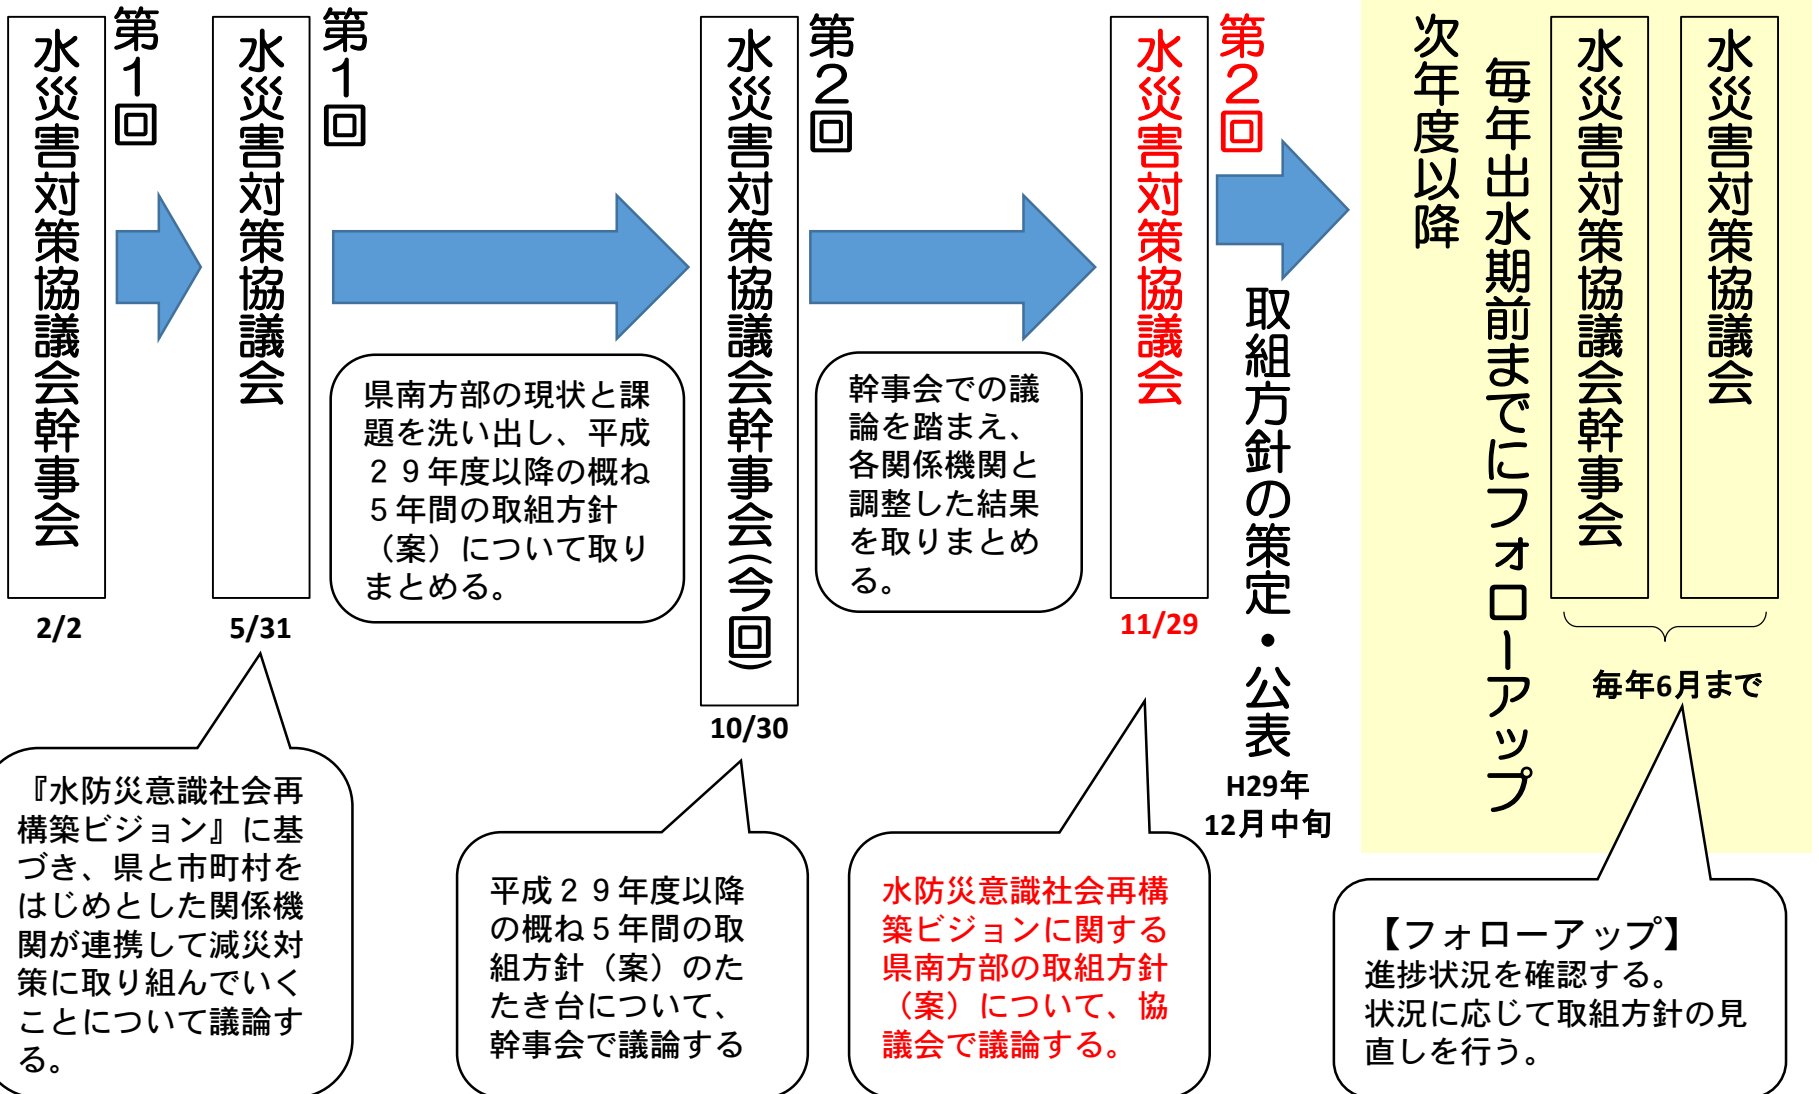 第１回
水災害対策協議会幹事会
2/2
第１回
水災害対策協議会
5/31
『水防災意識社会再
構築ビジョン』に基
づき、県と市町村を
はじめとした関係機
関が連携して減災対
策に取り組んでいく
ことについて議論す
る。
県南方部の現状と課
題を洗い出し、平成
２９年度以降の概ね
５年間の取組方針
（案）について取り
まとめる。
第２回
水災害対策協議会幹事会（今回）
10/30
平成２９年度以降
の概ね５年間の取
組方針（案）のた
たき台について、
幹事会で議論する
幹事会での議
論を踏まえ、
各関係機関と
調整した結果
を取りまとめ
る。
第２回
水災害対策協議会
11/29
水防災意識社会再構
築ビジョンに関する
県南方部の取組方針
（案）について、協
議会で議論する。
取組方針の策定・公表
H29年
12月中旬
次年度以降
毎年出水期前までにフォローアップ
水災害対策協議会幹事会
水災害対策協議会
毎年6月まで
【フォローアップ】
進捗状況を確認する。
状況に応じて取組方針の見
直しを行う。